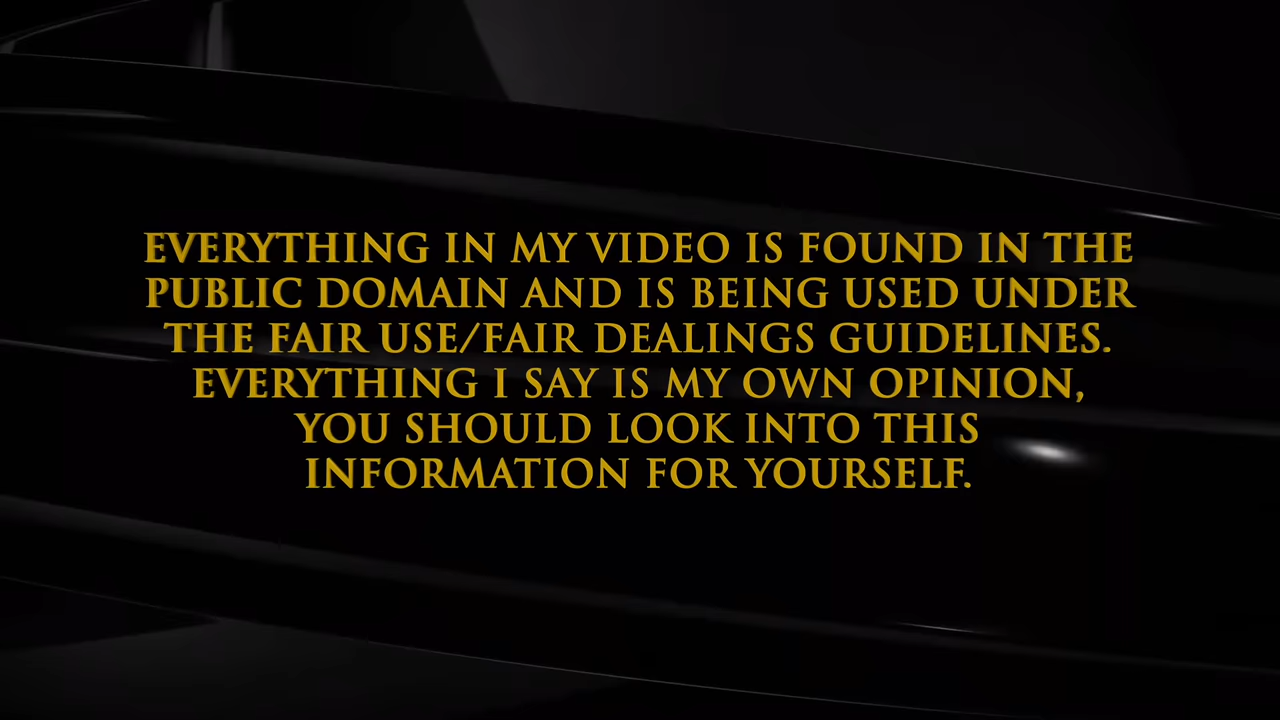 EVERYTHING IN MY VIDEO IS FOUND IN THE
PUBLIC DOMAIN AND IS BEING USED UNDER
THE FAIR USE/FAIR DEALINGS GUIDELINES.
EVERYTHING I SAY IS MY OWN OPINION,
YOU SHOULD LOOK INTO THIS
INFORMATION FOR YOURSELF.